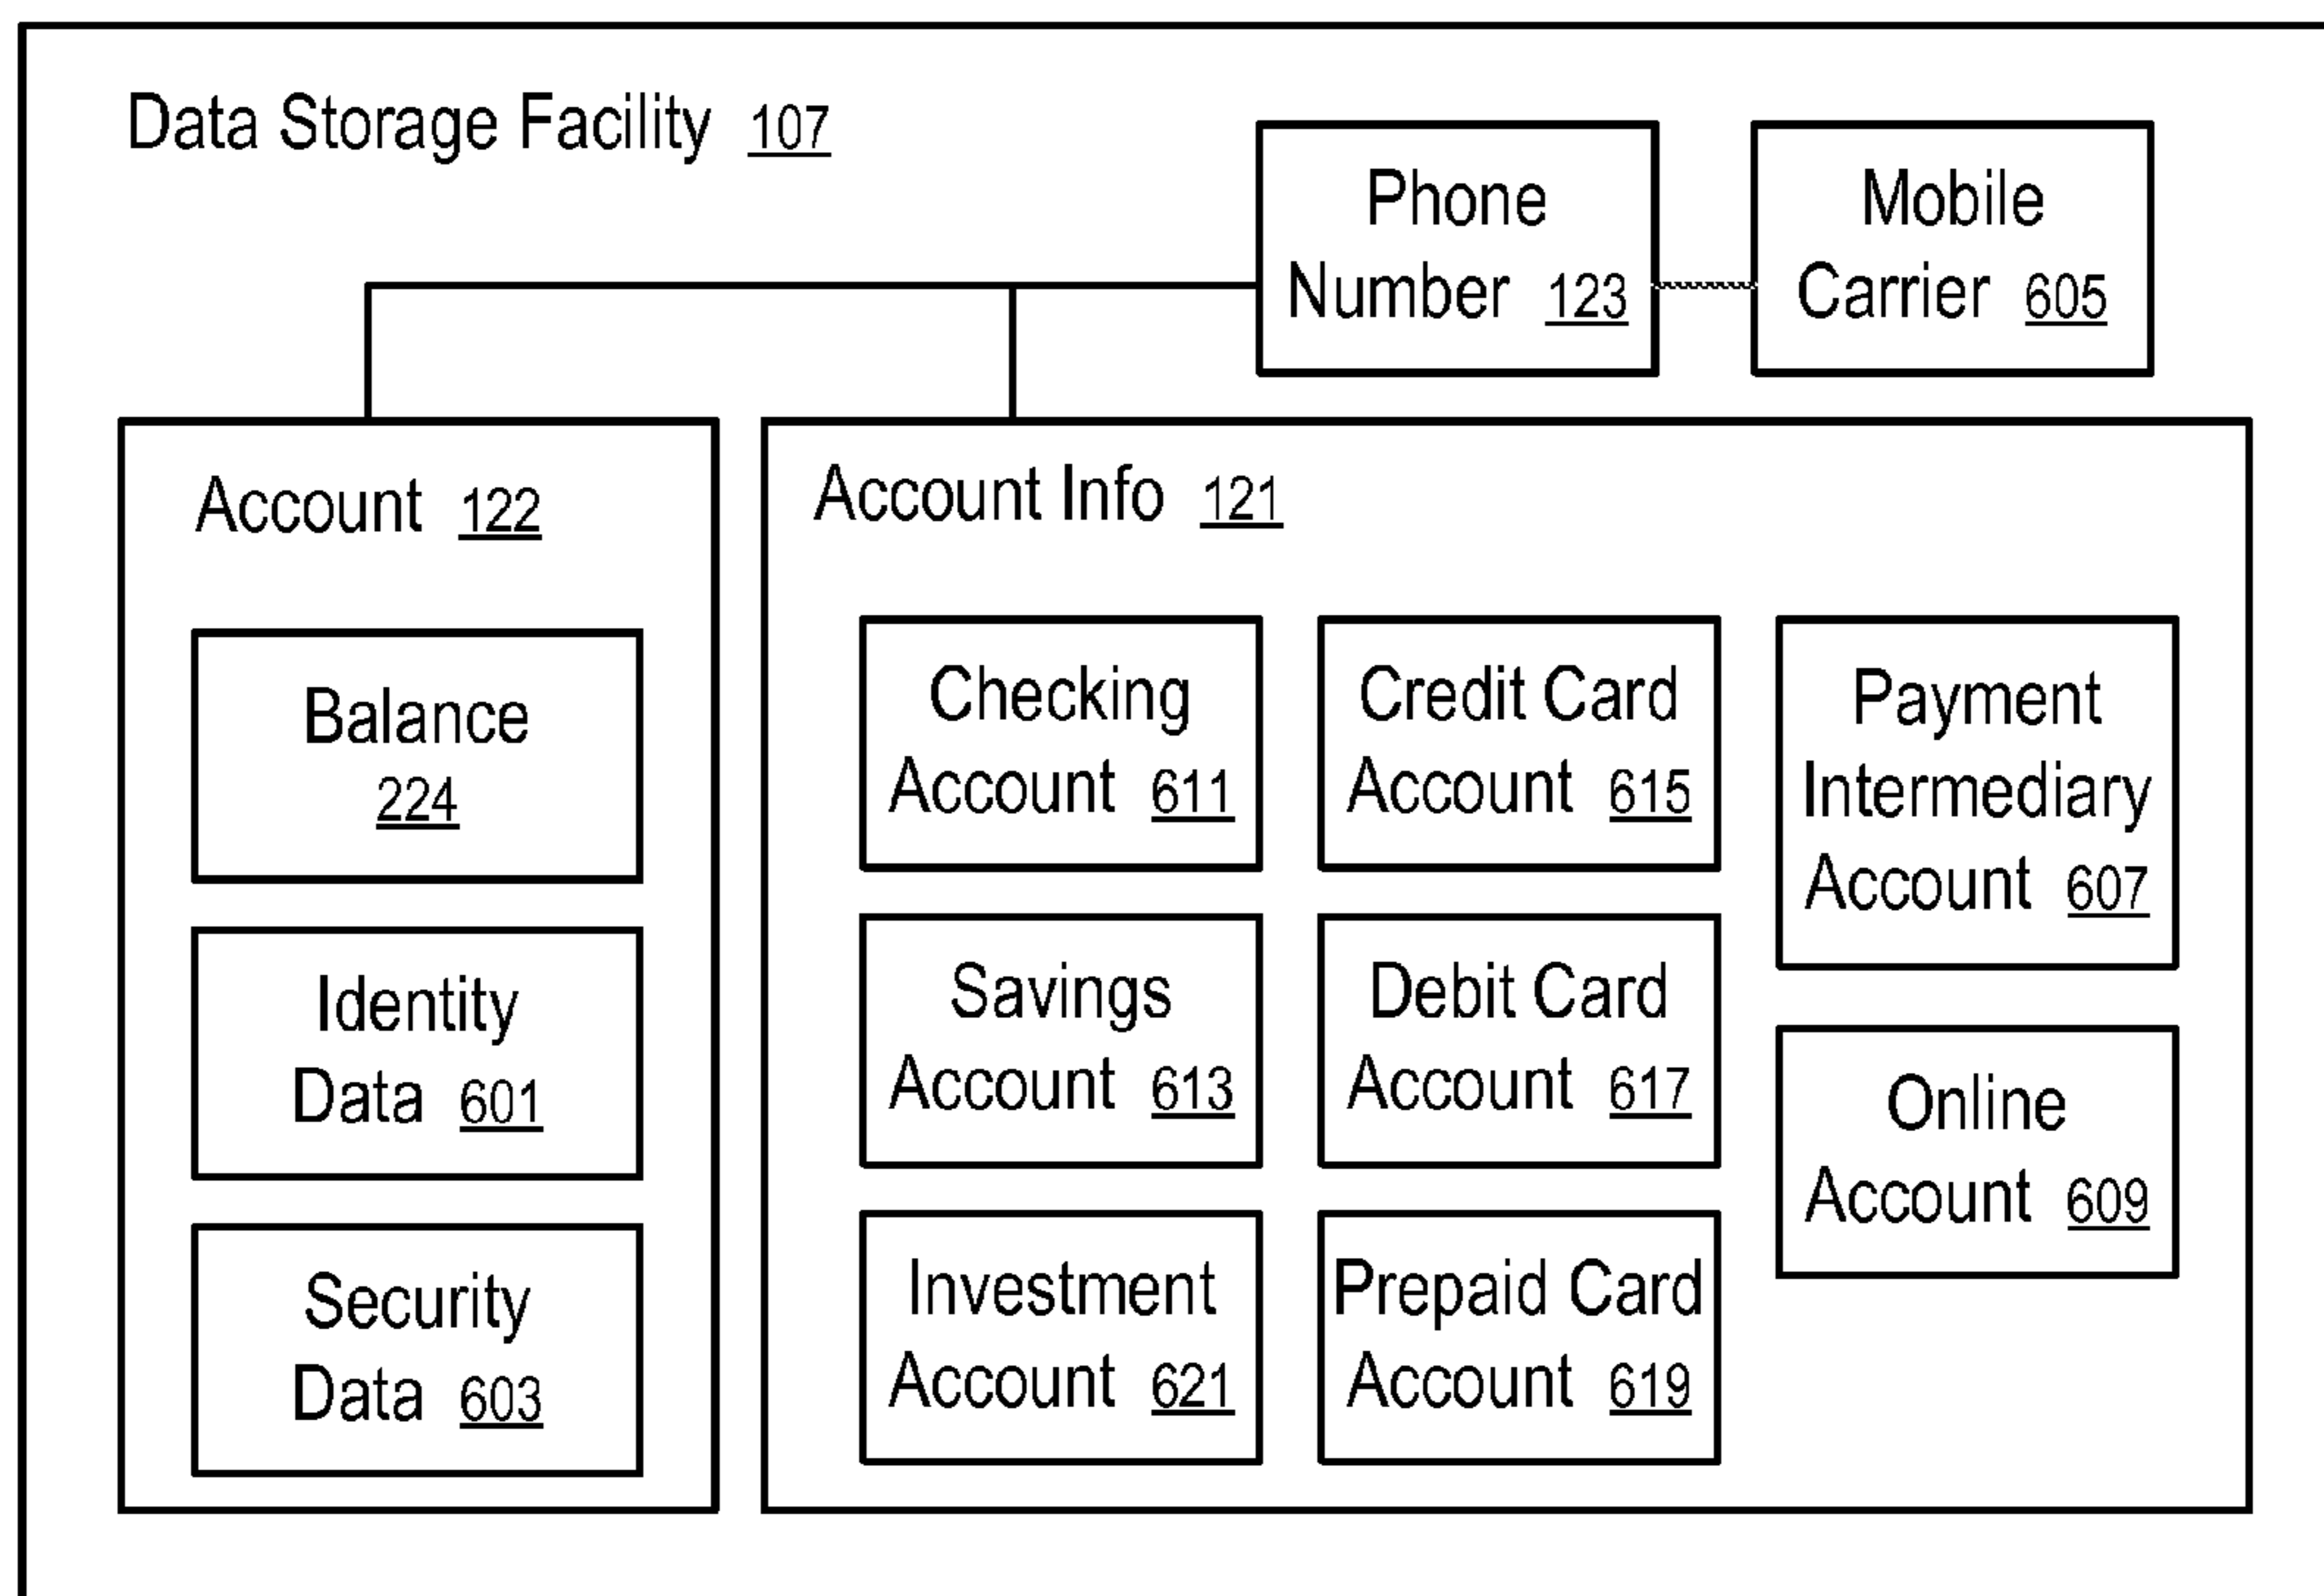 Data Storage Facility 107
Phone
Number 123
Mobile
Carrier 605
Account 122
Balance
224
Identity
Data 601
Security
Data 603
Account Info 121
Checking
Account 611
Credit Card
Account 615
Payment
Intermediary
Account 607
Savings
Account 613
Debit Card
Account 617
Online
Account 609
Investment
Account 621
Prepaid Card
Account 619